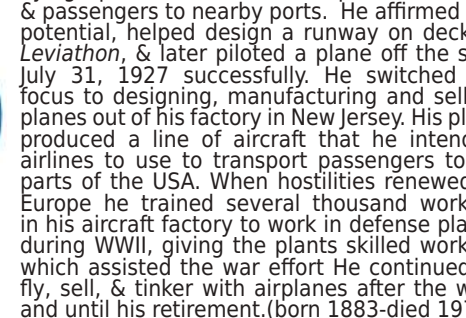 & passengers to nearby ports. He affirmed
potential, helped design a runway on deck
Leviathon, & later piloted a plane off the s
July 31, 1927 successfully. He switched
focus to designing, manufacturing and sell
planes out of his factory in New Jersey. His pl
produced a line of aircraft that he intend
airlines to use to transport passengers to
parts of the USA. When hostilities renewed
Europe he trained several thousand work
in his aircraft factory to work in defense pla
during WWII, giving the plants skilled work
which assisted the war effort He continued
fly, sell, & tinker with airplanes after the w
and until his retirement.(born 1883-died 197